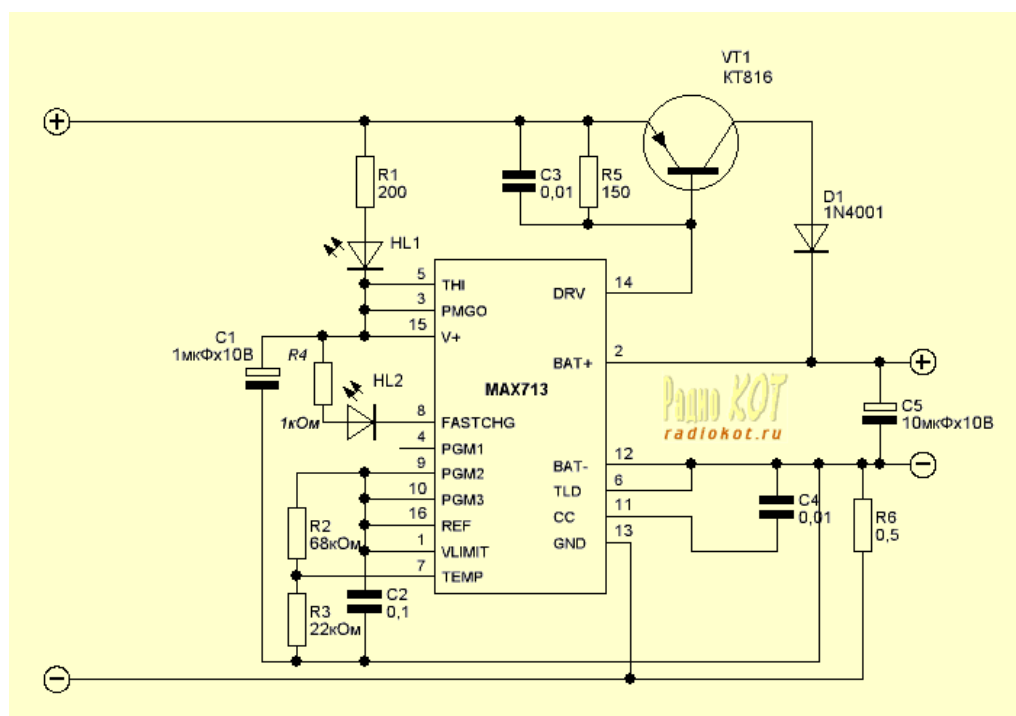 VT1
КТ816
+
R1
200
C3
0,01
R5
150
D1
1N4001
HL1
5
THI
14
DRV
3
PMGO
15
V+
C1
1мкФх10В
R4
2
BAT+
+
HL2
MAX713
Радио КОТ
radiokot.ru
C5
10мкФх10В
1кОм
8
FASTCHG
4
PGM1
12
BAT-
-
9
PGM2
6
TLD
10
PGM3
11
CC
C4
0,01
R6
0,5
16
REF
13
GND
R2
68кОм
1
VLIMIT
7
TEMP
C2
0,1
R3
22кОм
-